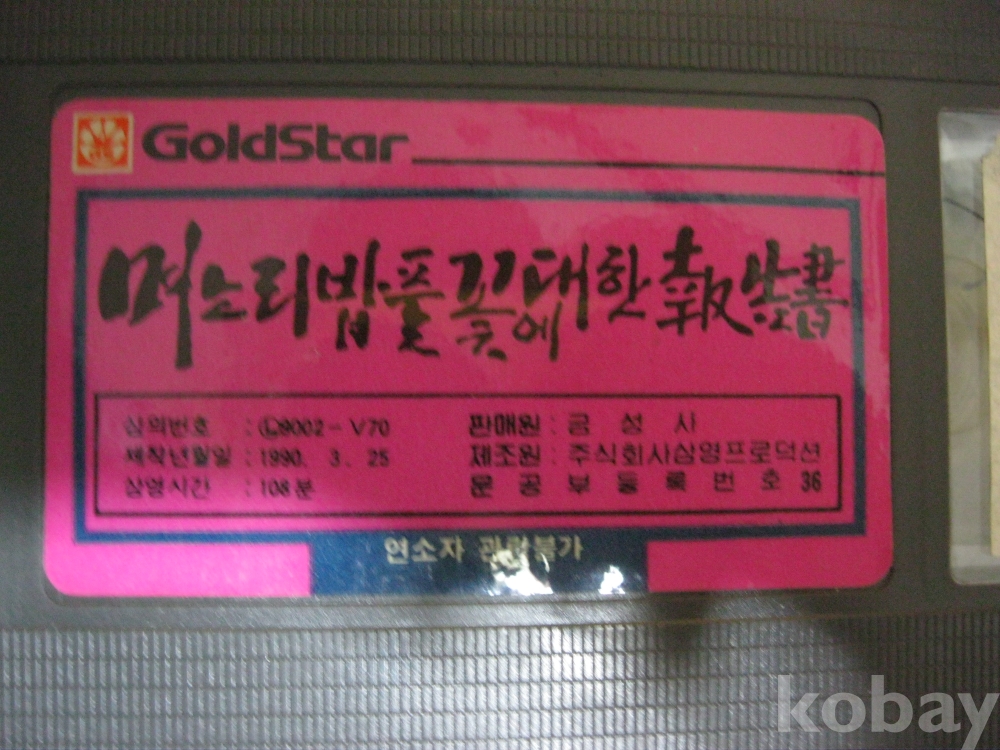 GoldStar
며느리밥풀꽃에대한報告書
심의번호 : Ⓛ9002-V70
제작년월일 : 1990. 3. 25
상영시간 : 108분
판매원 : 금성사
제조원 : 주식회사삼영프로덕션
문공부등록번호 36
연소자 관람불가
kobay